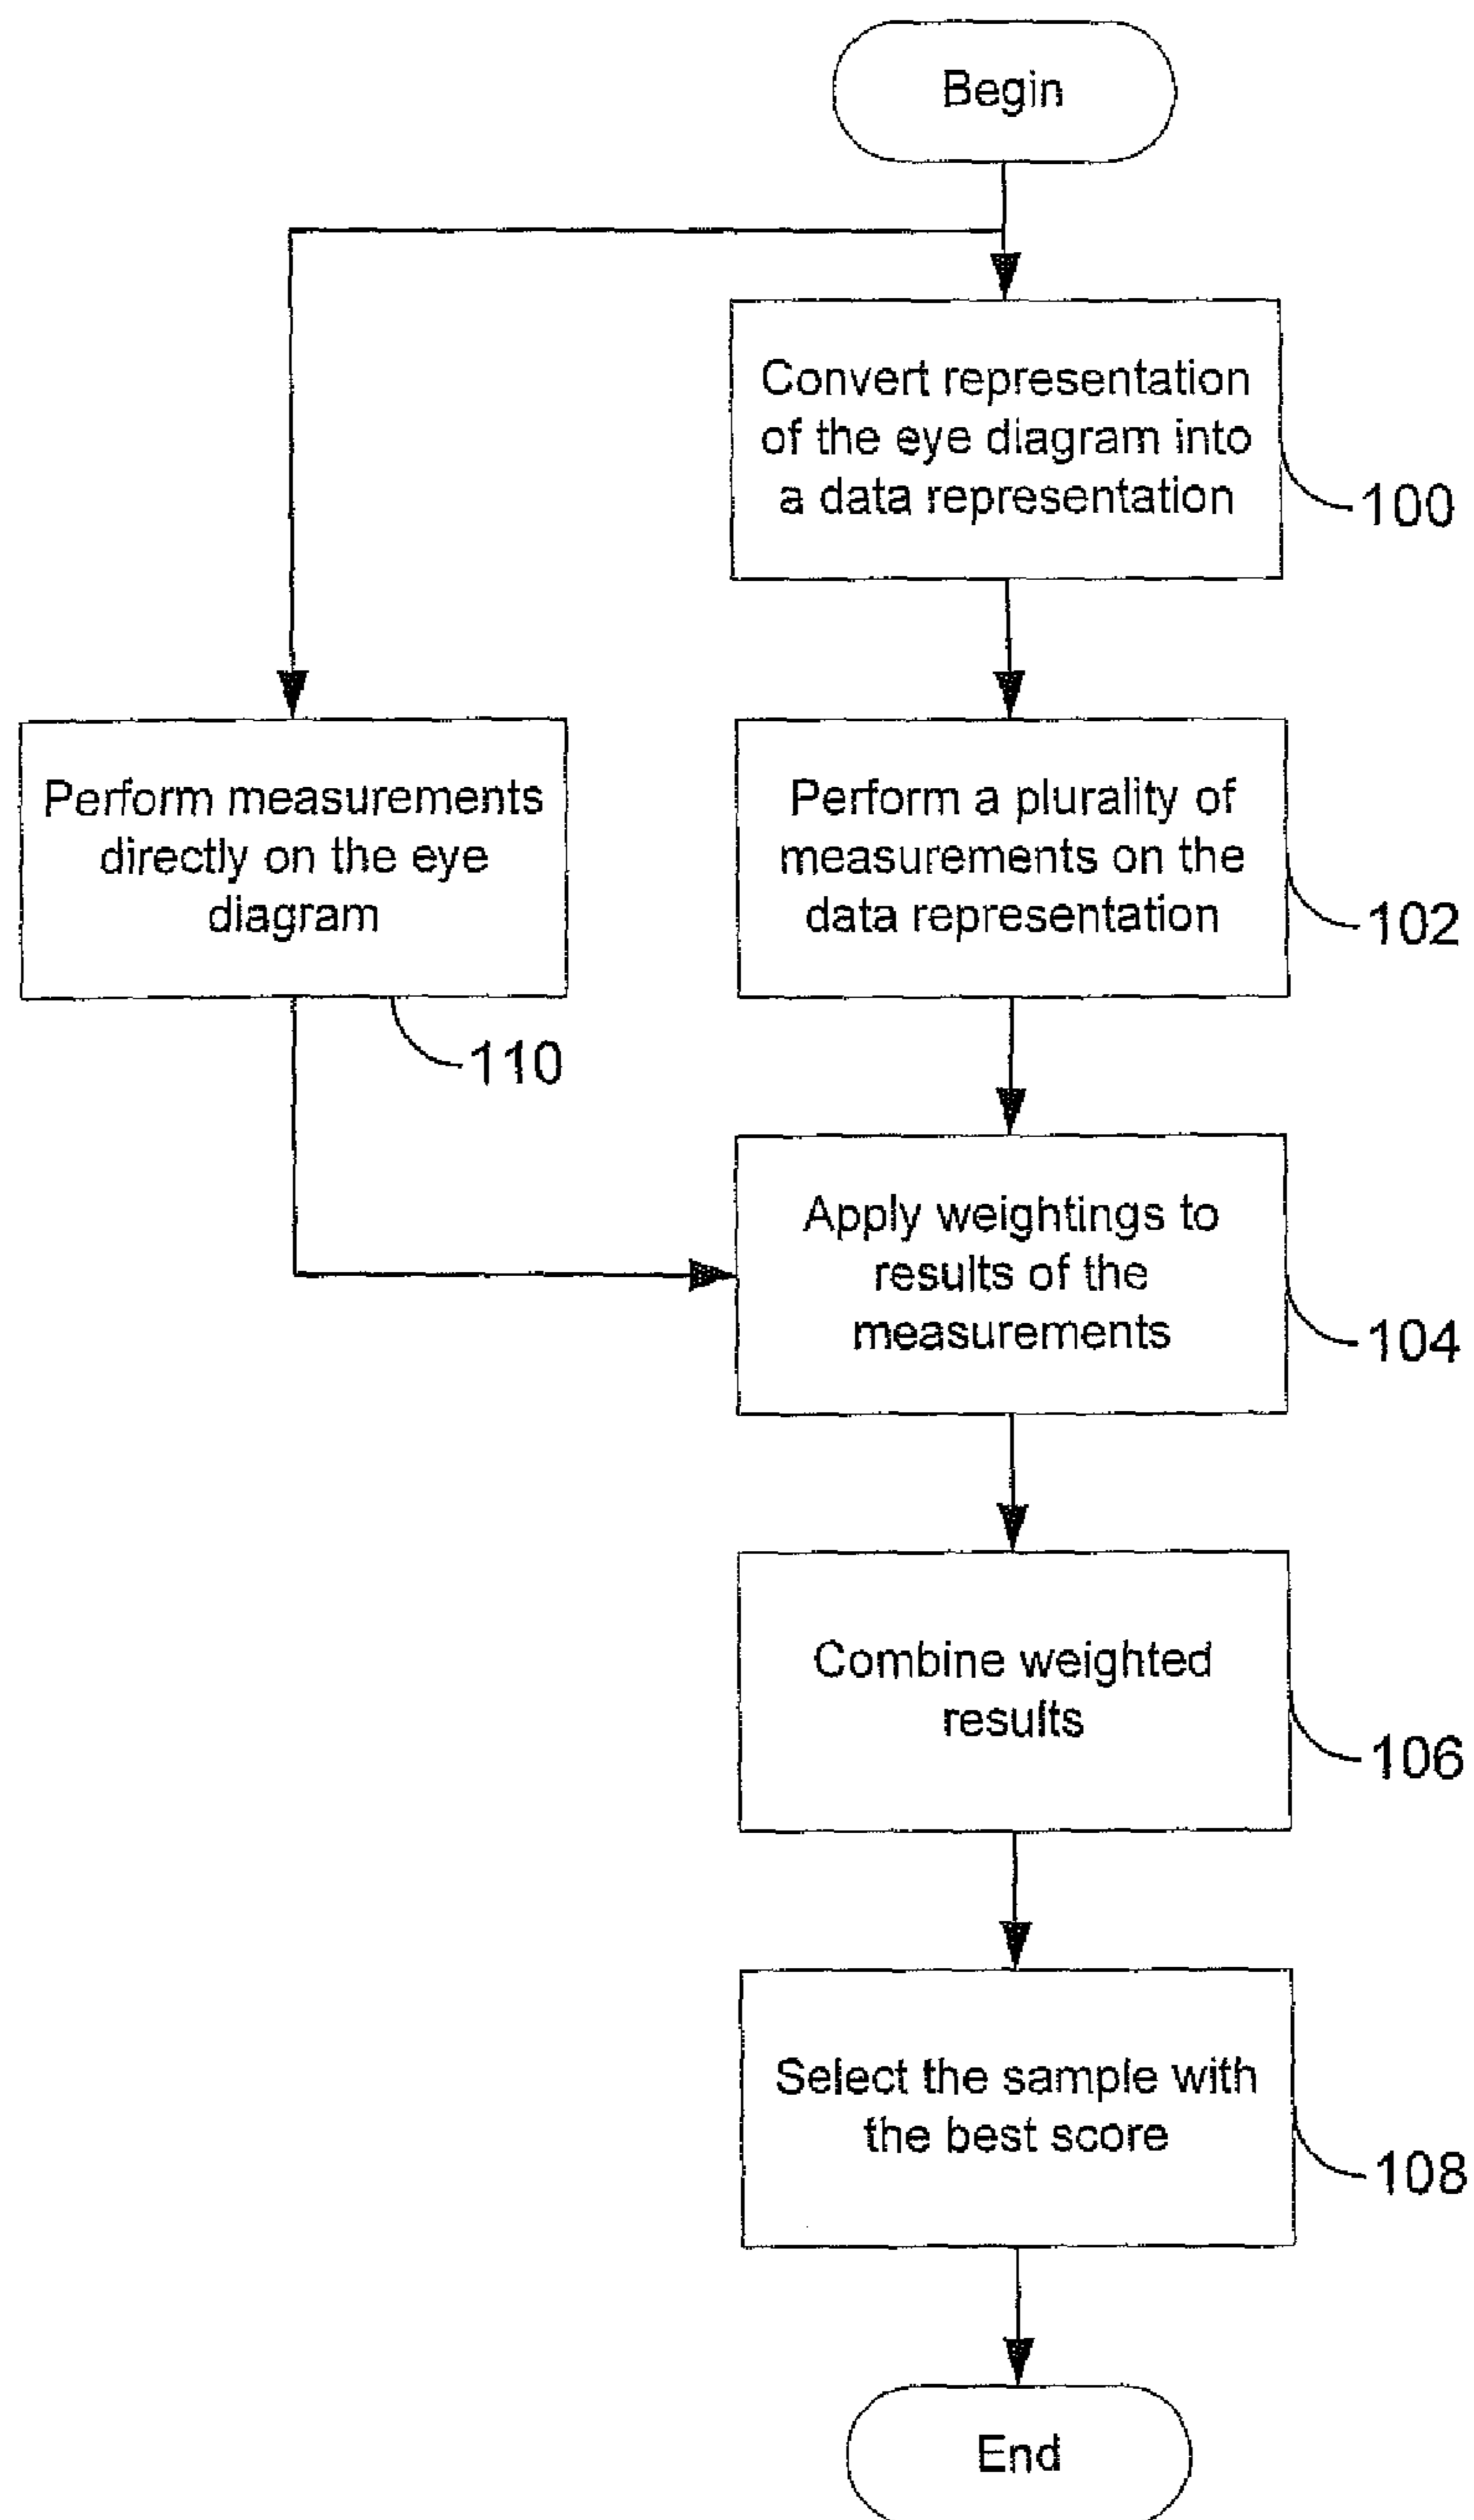 Begin
Convert representation
of the eye diagram into
a data representation
100
Perform measurements
directly on the eye
diagram
110
Perform a plurality of
measurements on the
data representation
102
Apply weightings to
results of the
measurements
104
Combine weighted
results
106
Select the sample with
the best score
108
End